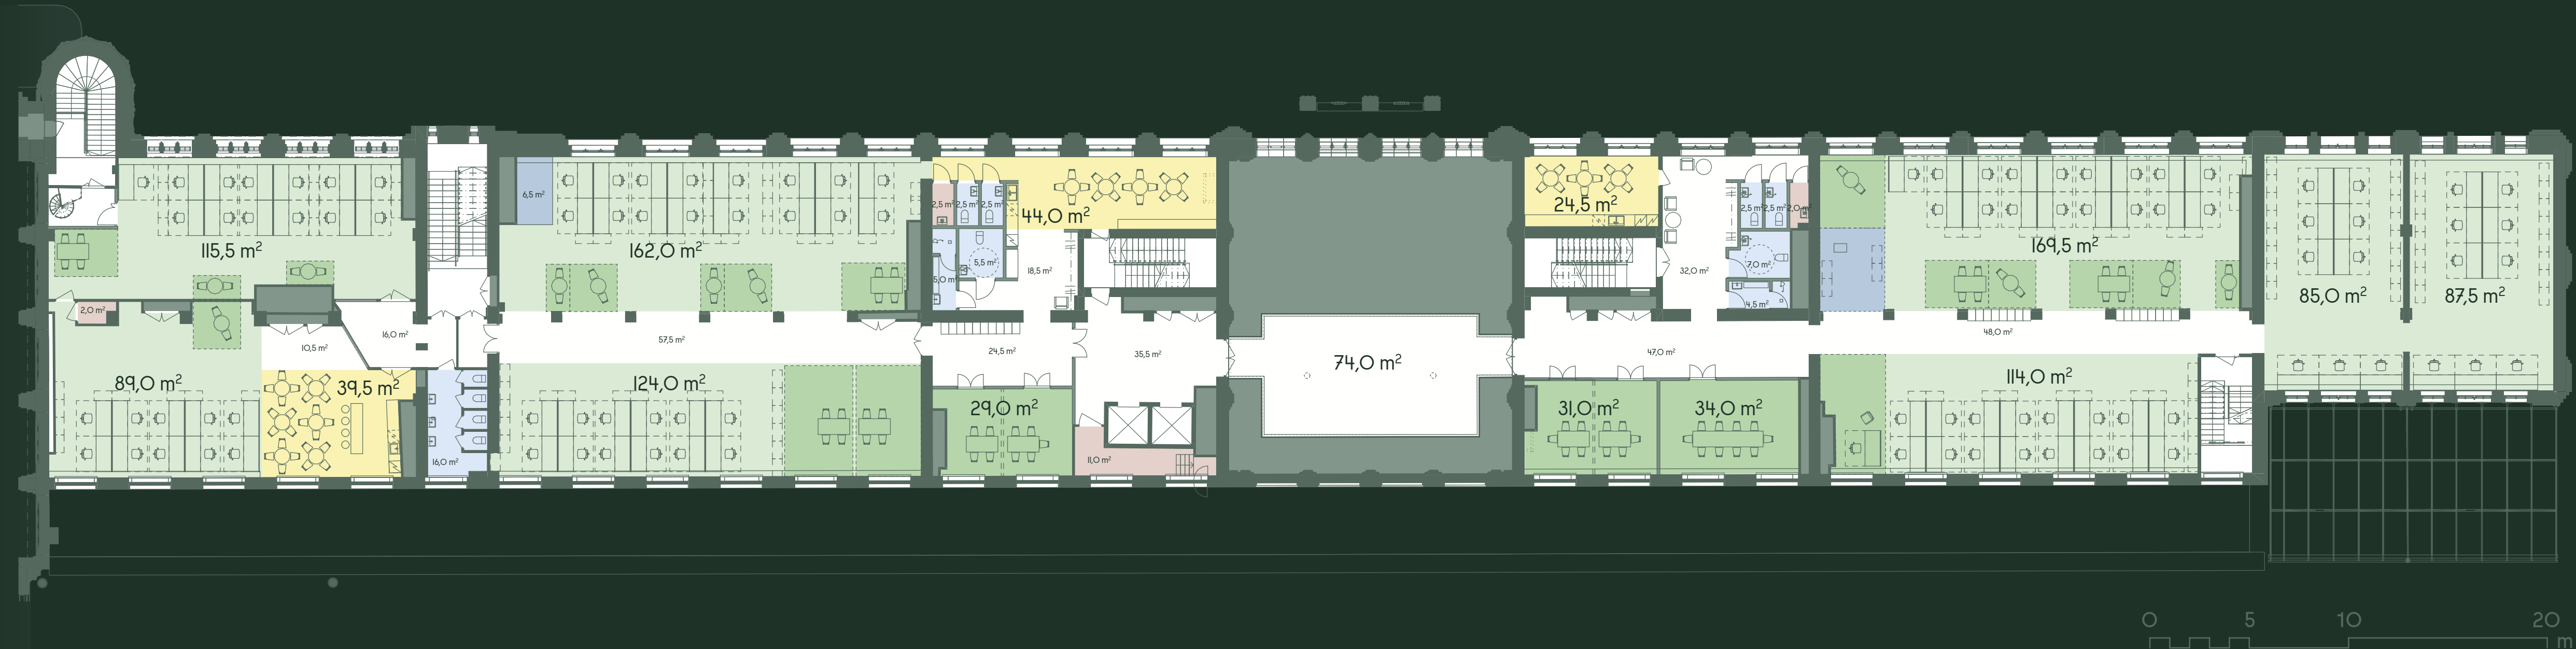 115,5 m²
2,0 m²
89,0 m²
10,5 m²
16,0 m²
39,5 m²
16,0 m²
6,5 m²
162,0 m²
57,5 m²
124,0 m²
2,5 m²
2,5 m²
2,5 m²
44,0 m²
5,0 m²
5,5 m²
18,5 m²
24,5 m²
35,5 m²
29,0 m²
11,0 m²
74,0 m²
24,5 m²
32,0 m²
2,5 m²
2,5 m²
2,0 m²
7,0 m²
4,5 m²
47,0 m²
31,0 m²
34,0 m²
169,5 m²
48,0 m²
114,0 m²
85,0 m²
87,5 m²
0 5 10 20
m